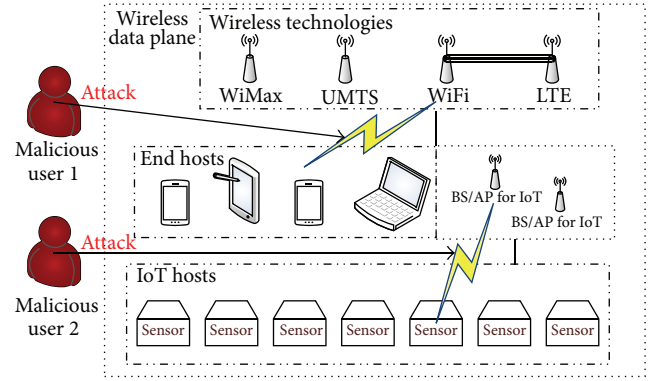 Wireless
data plane
Wireless technologies
WiMax
UMTS
WiFi
LTE
Attack
Malicious
user 1
End hosts
BS/AP for IoT
BS/AP for IoT
Attack
Malicious
user 2
IoT hosts
Sensor
Sensor
Sensor
Sensor
Sensor
Sensor
Sensor